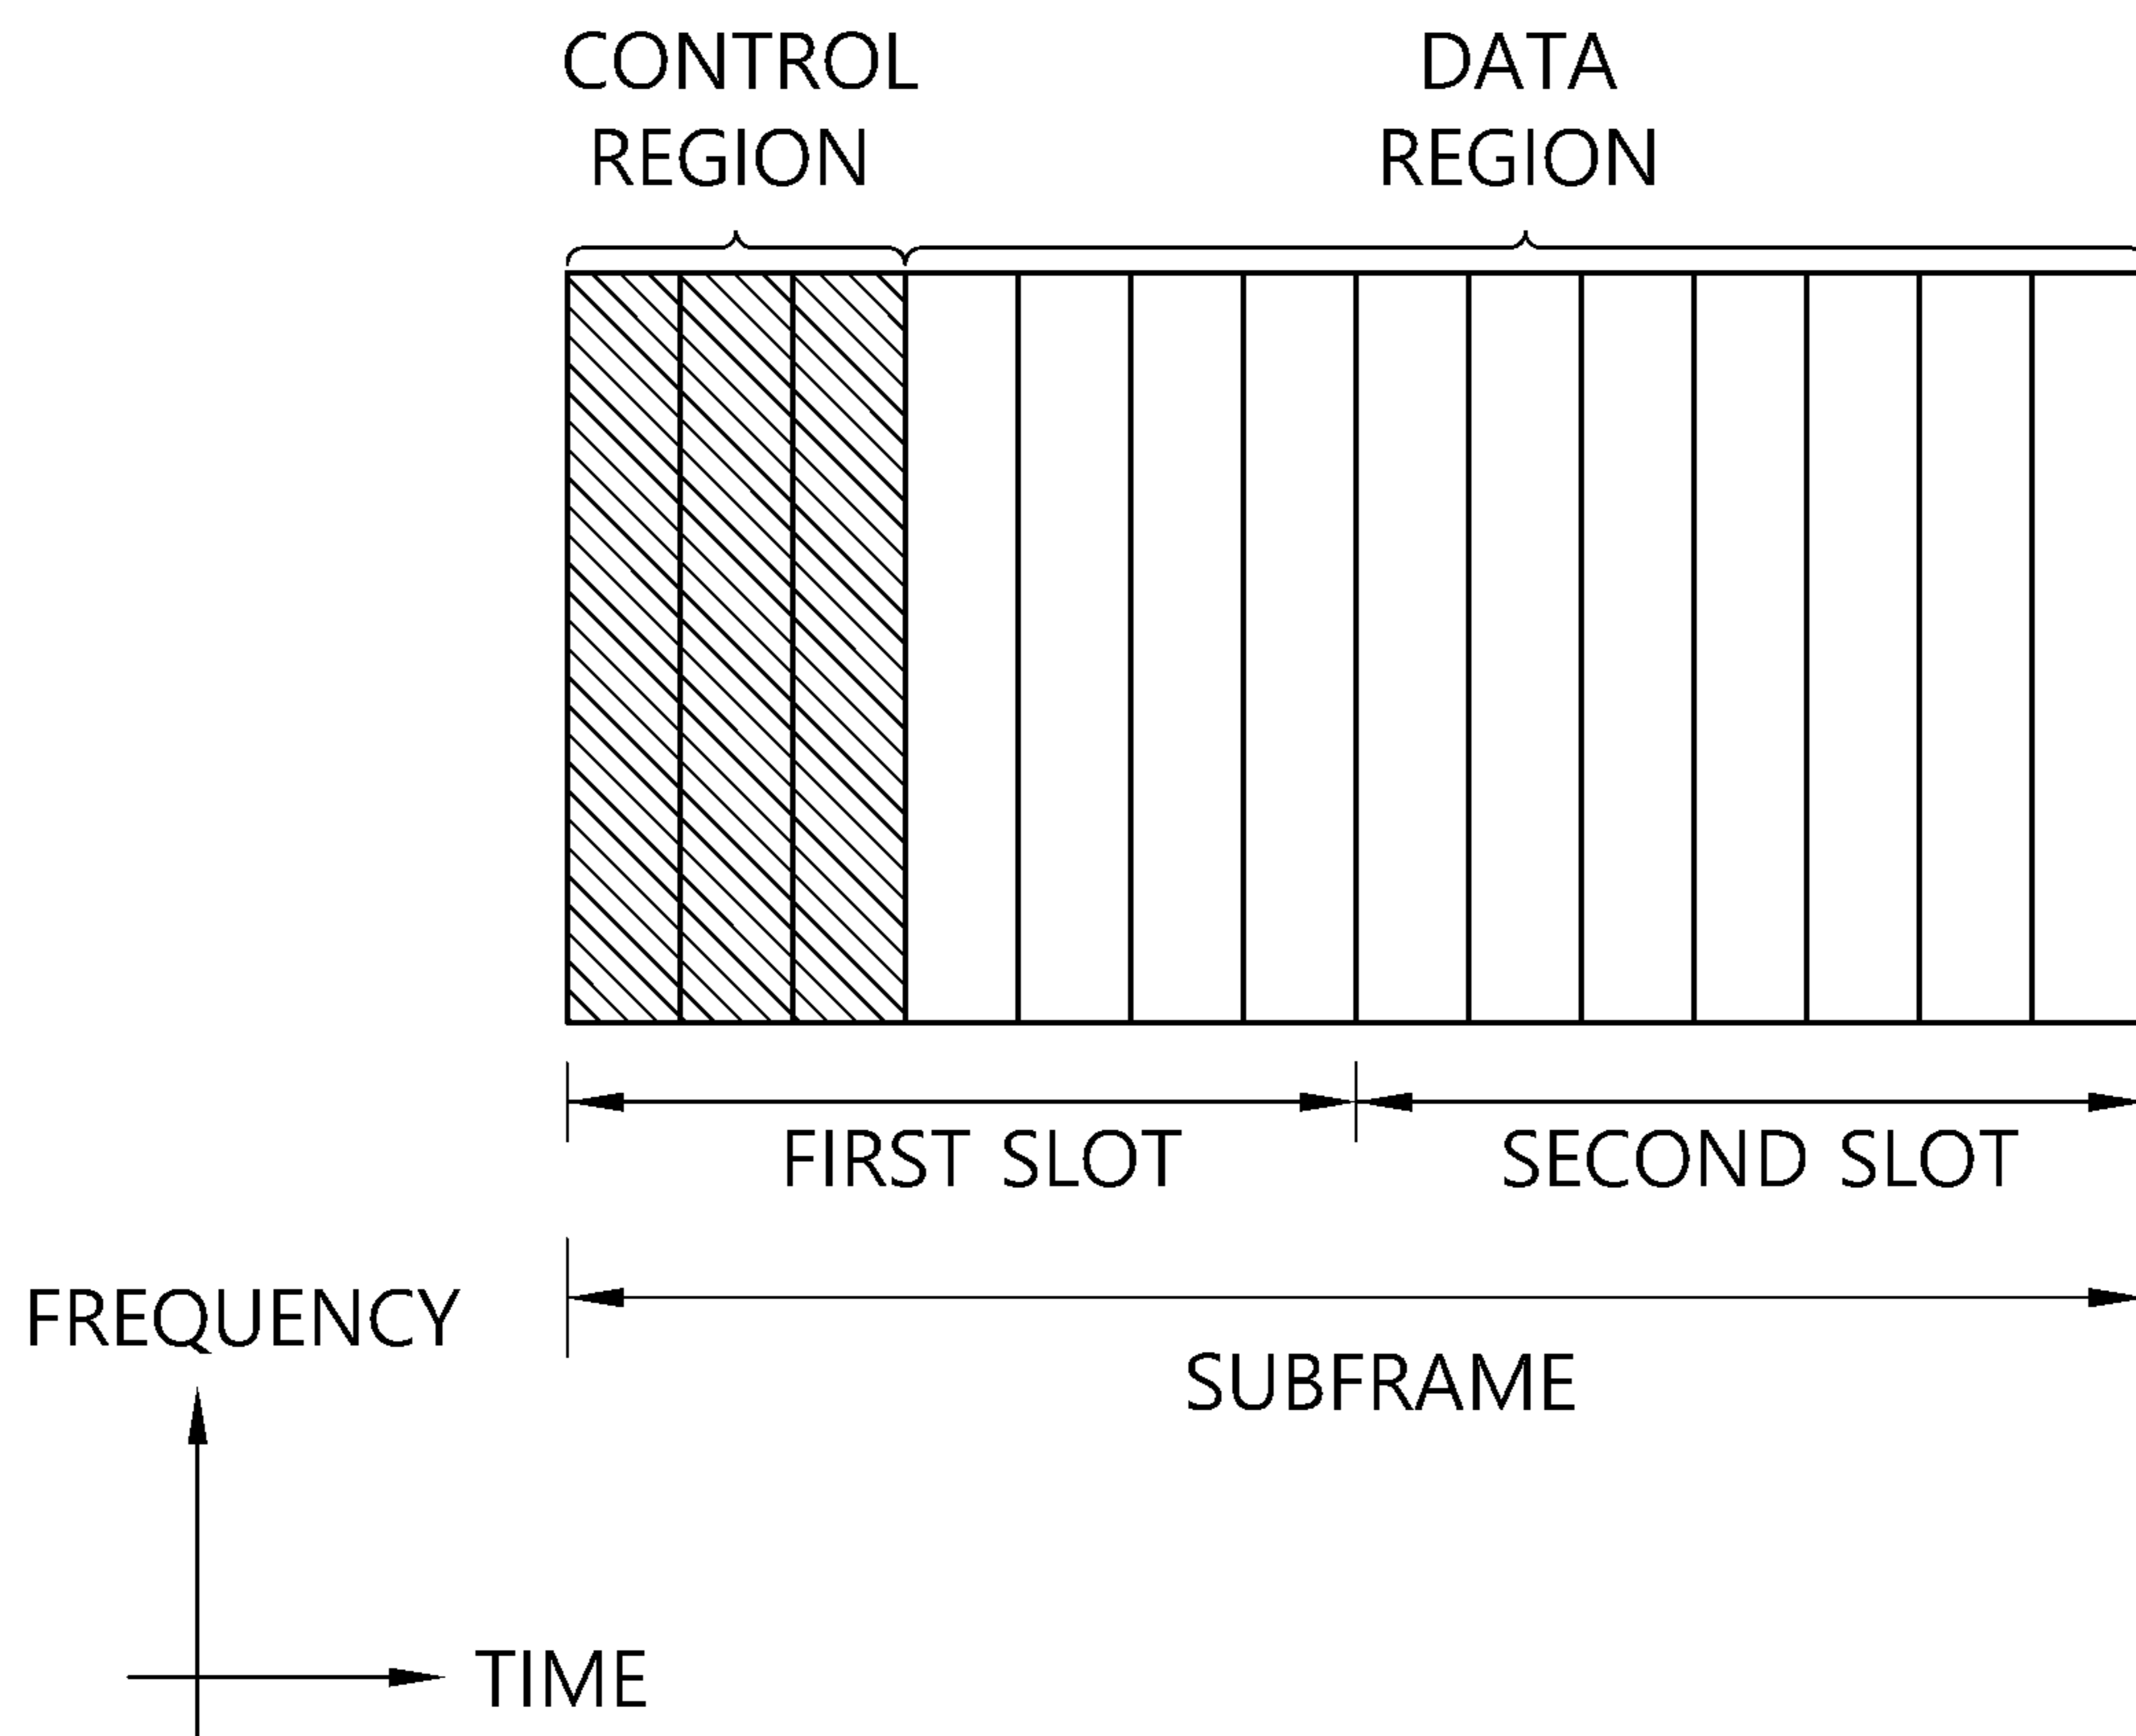 CONTROL
REGION
DATA
REGION
FIRST SLOT
SECOND SLOT
SUBFRAME
FREQUENCY
TIME